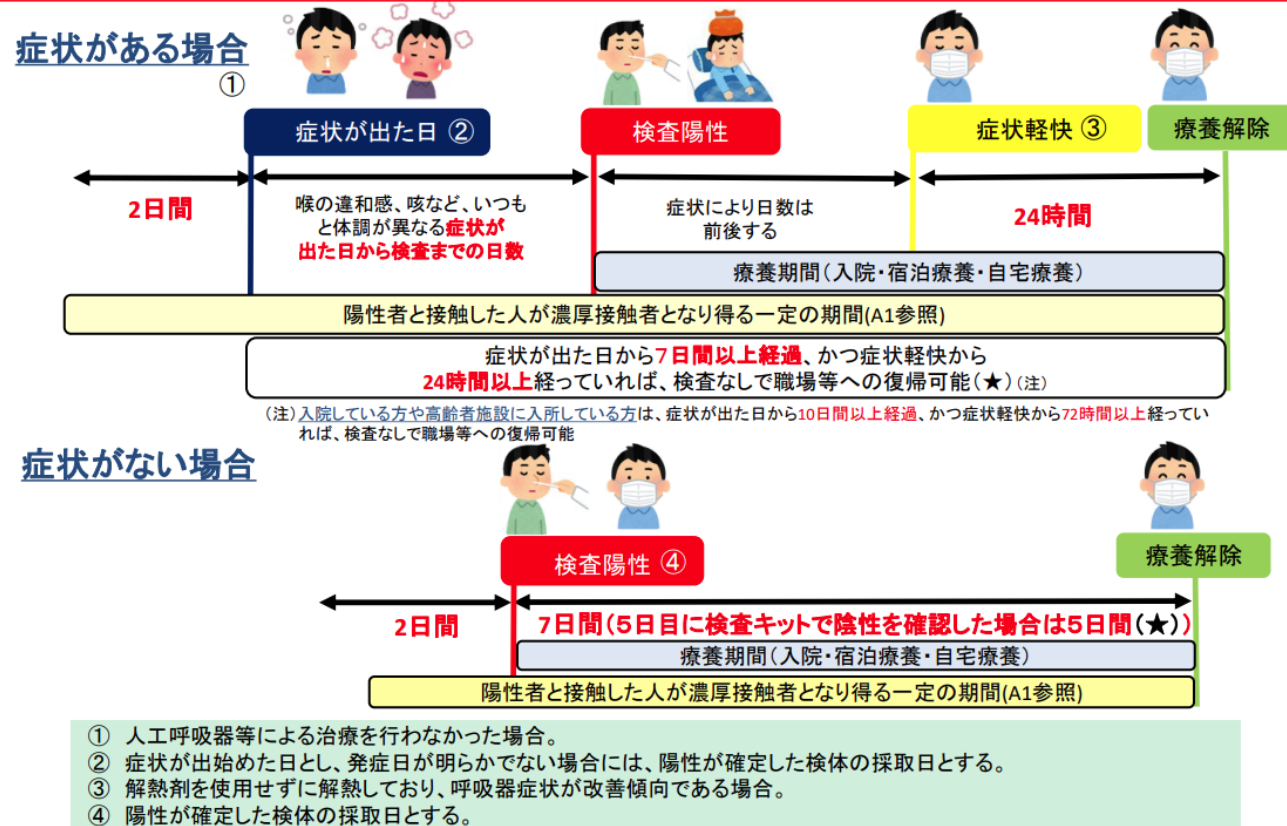 症状がある場合
①
症状が出た日 ②
検査陽性
症状軽快 ③
療養解除
2日間
喉の違和感、咳など、いつも
と体調が異なる症状が
出た日から検査までの日数
症状により日数は
前後する
24時間
療養期間(入院・宿泊療養・自宅療養)
陽性者と接触した人が濃厚接触者となり得る一定の期間(A1参照)
症状が出た日から7日間以上経過、かつ症状軽快から
24時間以上経っていれば、検査なしで職場等への復帰可能(★)(注)
(注)入院している方や高齢者施設に入所している方は、症状が出た日から10日間以上経過、かつ症状軽快から72時間以上経ってい
れば、検査なしで職場等への復帰可能
症状がない場合
検査陽性 ④
療養解除
2日間
7日間(5日目に検査キットで陰性を確認した場合は5日間(★))
療養期間(入院・宿泊療養・自宅療養)
陽性者と接触した人が濃厚接触者となり得る一定の期間(A1参照)
① 人工呼吸器等による治療を行わなかった場合。
② 症状が出始めた日とし、発症日が明らかでない場合には、陽性が確定した検体の採取日とする。
③ 解熱剤を使用せずに解熱しており、呼吸器症状が改善傾向である場合。
④ 陽性が確定した検体の採取日とする。